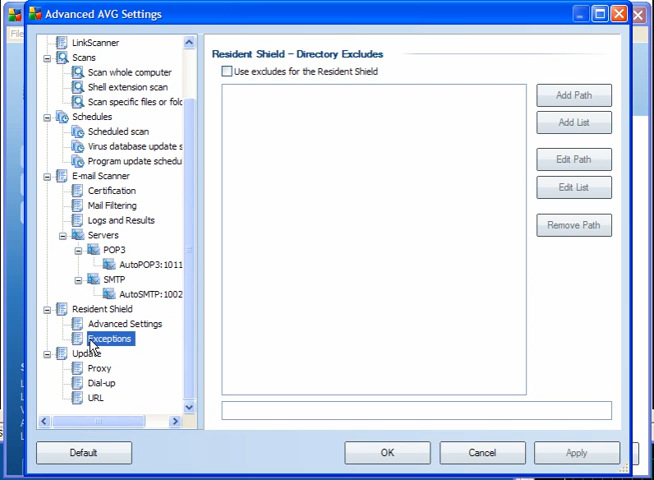 Advanced AVG Settings
LinkScanner
Scans
Scan whole computer
Shell extension scan
Scan specific files or fol
Schedules
Scheduled scan
Virus database update s
Program update schedu
E-mail Scanner
Certification
Mail Filtering
Logs and Results
Servers
POP3
AutoPOP3:1011
SMTP
AutoSMTP:1002
Resident Shield
Advanced Settings
Exceptions
Update
Proxy
Dial-up
URL
Resident Shield – Directory Excludes
Use excludes for the Resident Shield
Add Path
Add List
Edit Path
Edit List
Remove Path
Default
OK
Cancel
Apply